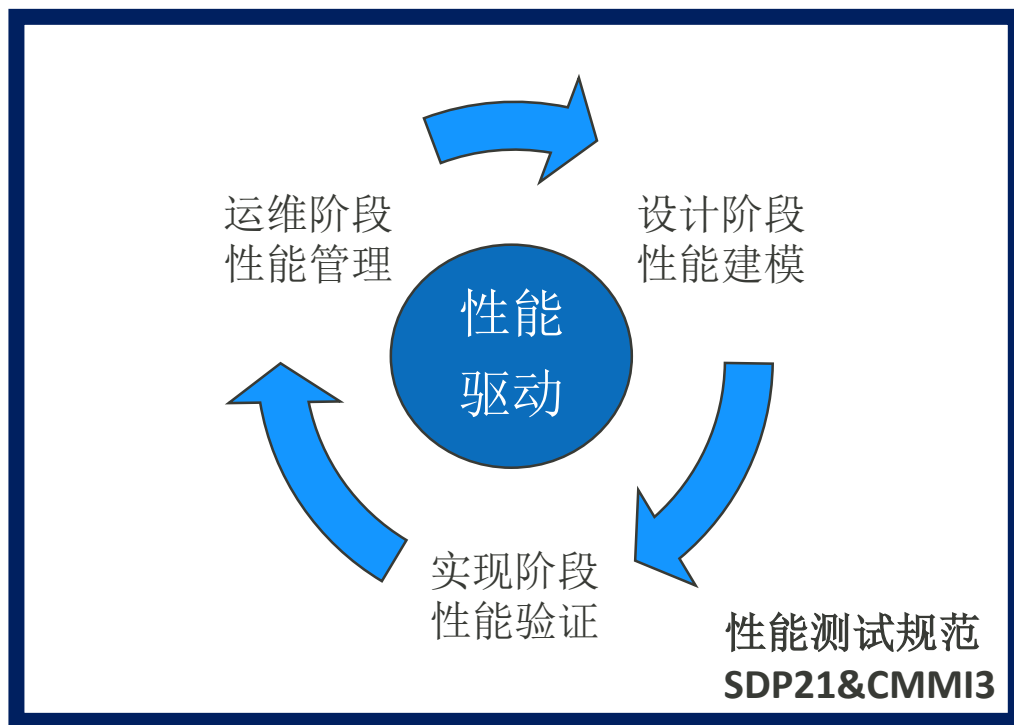 运维阶段
性能管理
设计阶段
性能建模
性能
驱动
实现阶段
性能验证
性能测试规范
SDP21&CMMI3